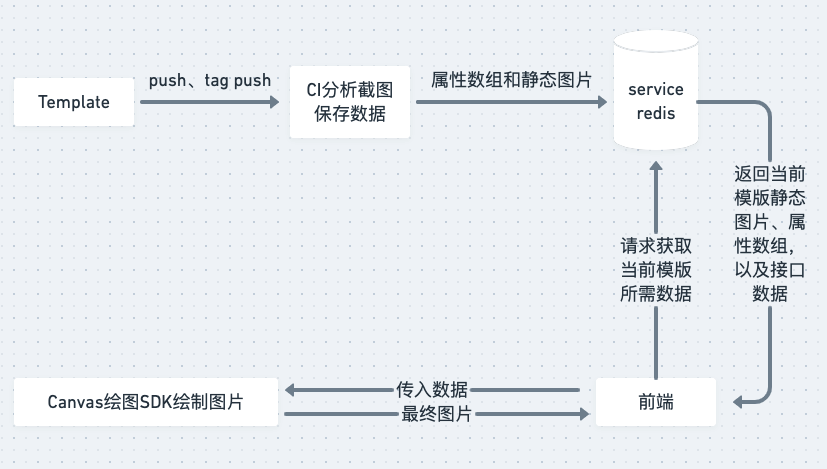 Template
push、tag push
CI分析截图
保存数据
属性数组和静态图片
service
redis
返回当前
模版静态
图片、属
性数组，
以及接口
数据
请求获取
当前模版
所需数据
Canvas绘图SDK绘制图片
传入数据
最终图片
前端